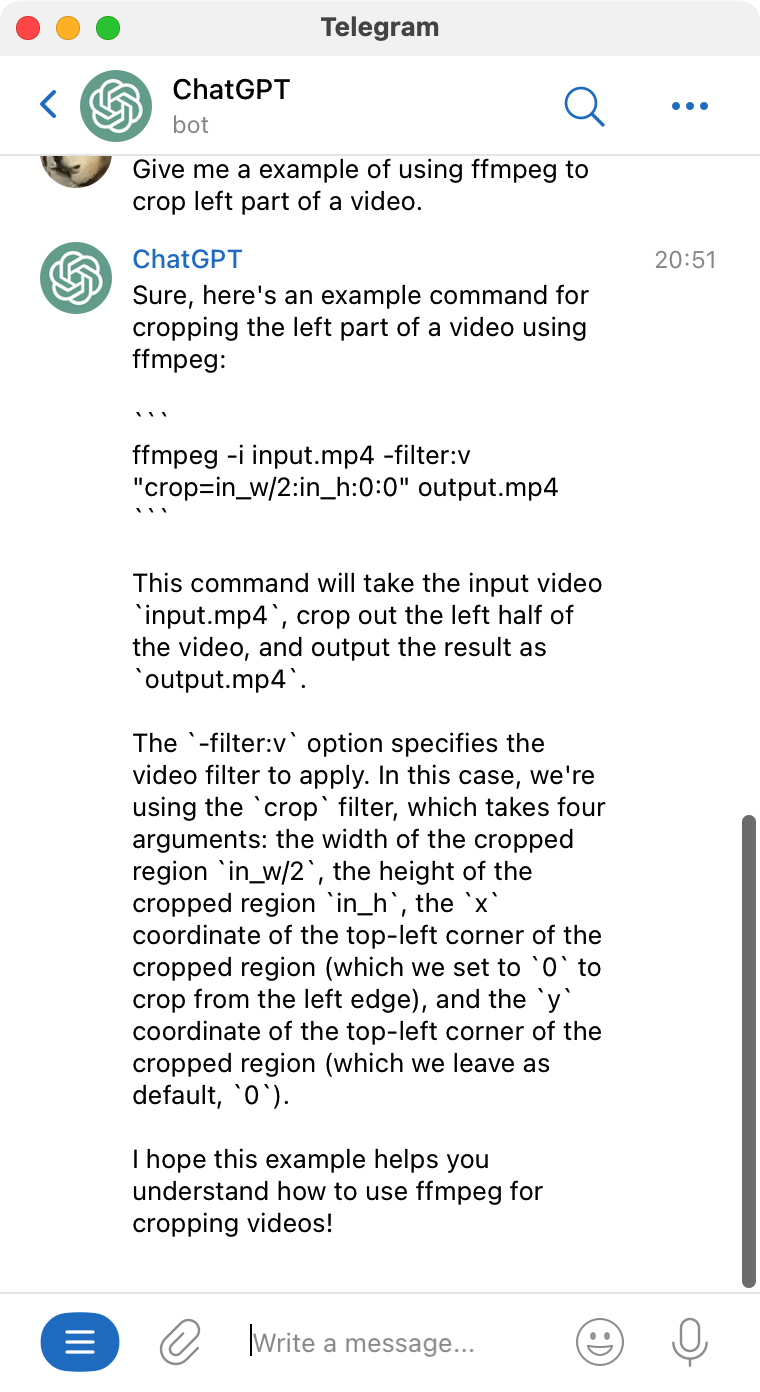 Telegram
ChatGPT
bot
Give me a example of using ffmpeg to
crop left part of a video.
ChatGPT
20:51
Sure, here's an example command for
cropping the left part of a video using
ffmpeg:
```
ffmpeg -i input.mp4 -filter:v
"crop=in_w/2:in_h:0:0" output.mp4
```
This command will take the input video
`input.mp4`, crop out the left half of
the video, and output the result as
`output.mp4`.
The `-filter:v` option specifies the
video filter to apply. In this case, we're
using the `crop` filter, which takes four
arguments: the width of the cropped
region `in_w/2`, the height of the
cropped region `in_h`, the `x`
coordinate of the top-left corner of the
cropped region (which we set to `0` to
crop from the left edge), and the `y`
coordinate of the top-left corner of the
cropped region (which we leave as
default, `0`).
I hope this example helps you
understand how to use ffmpeg for
cropping videos!
Write a message...